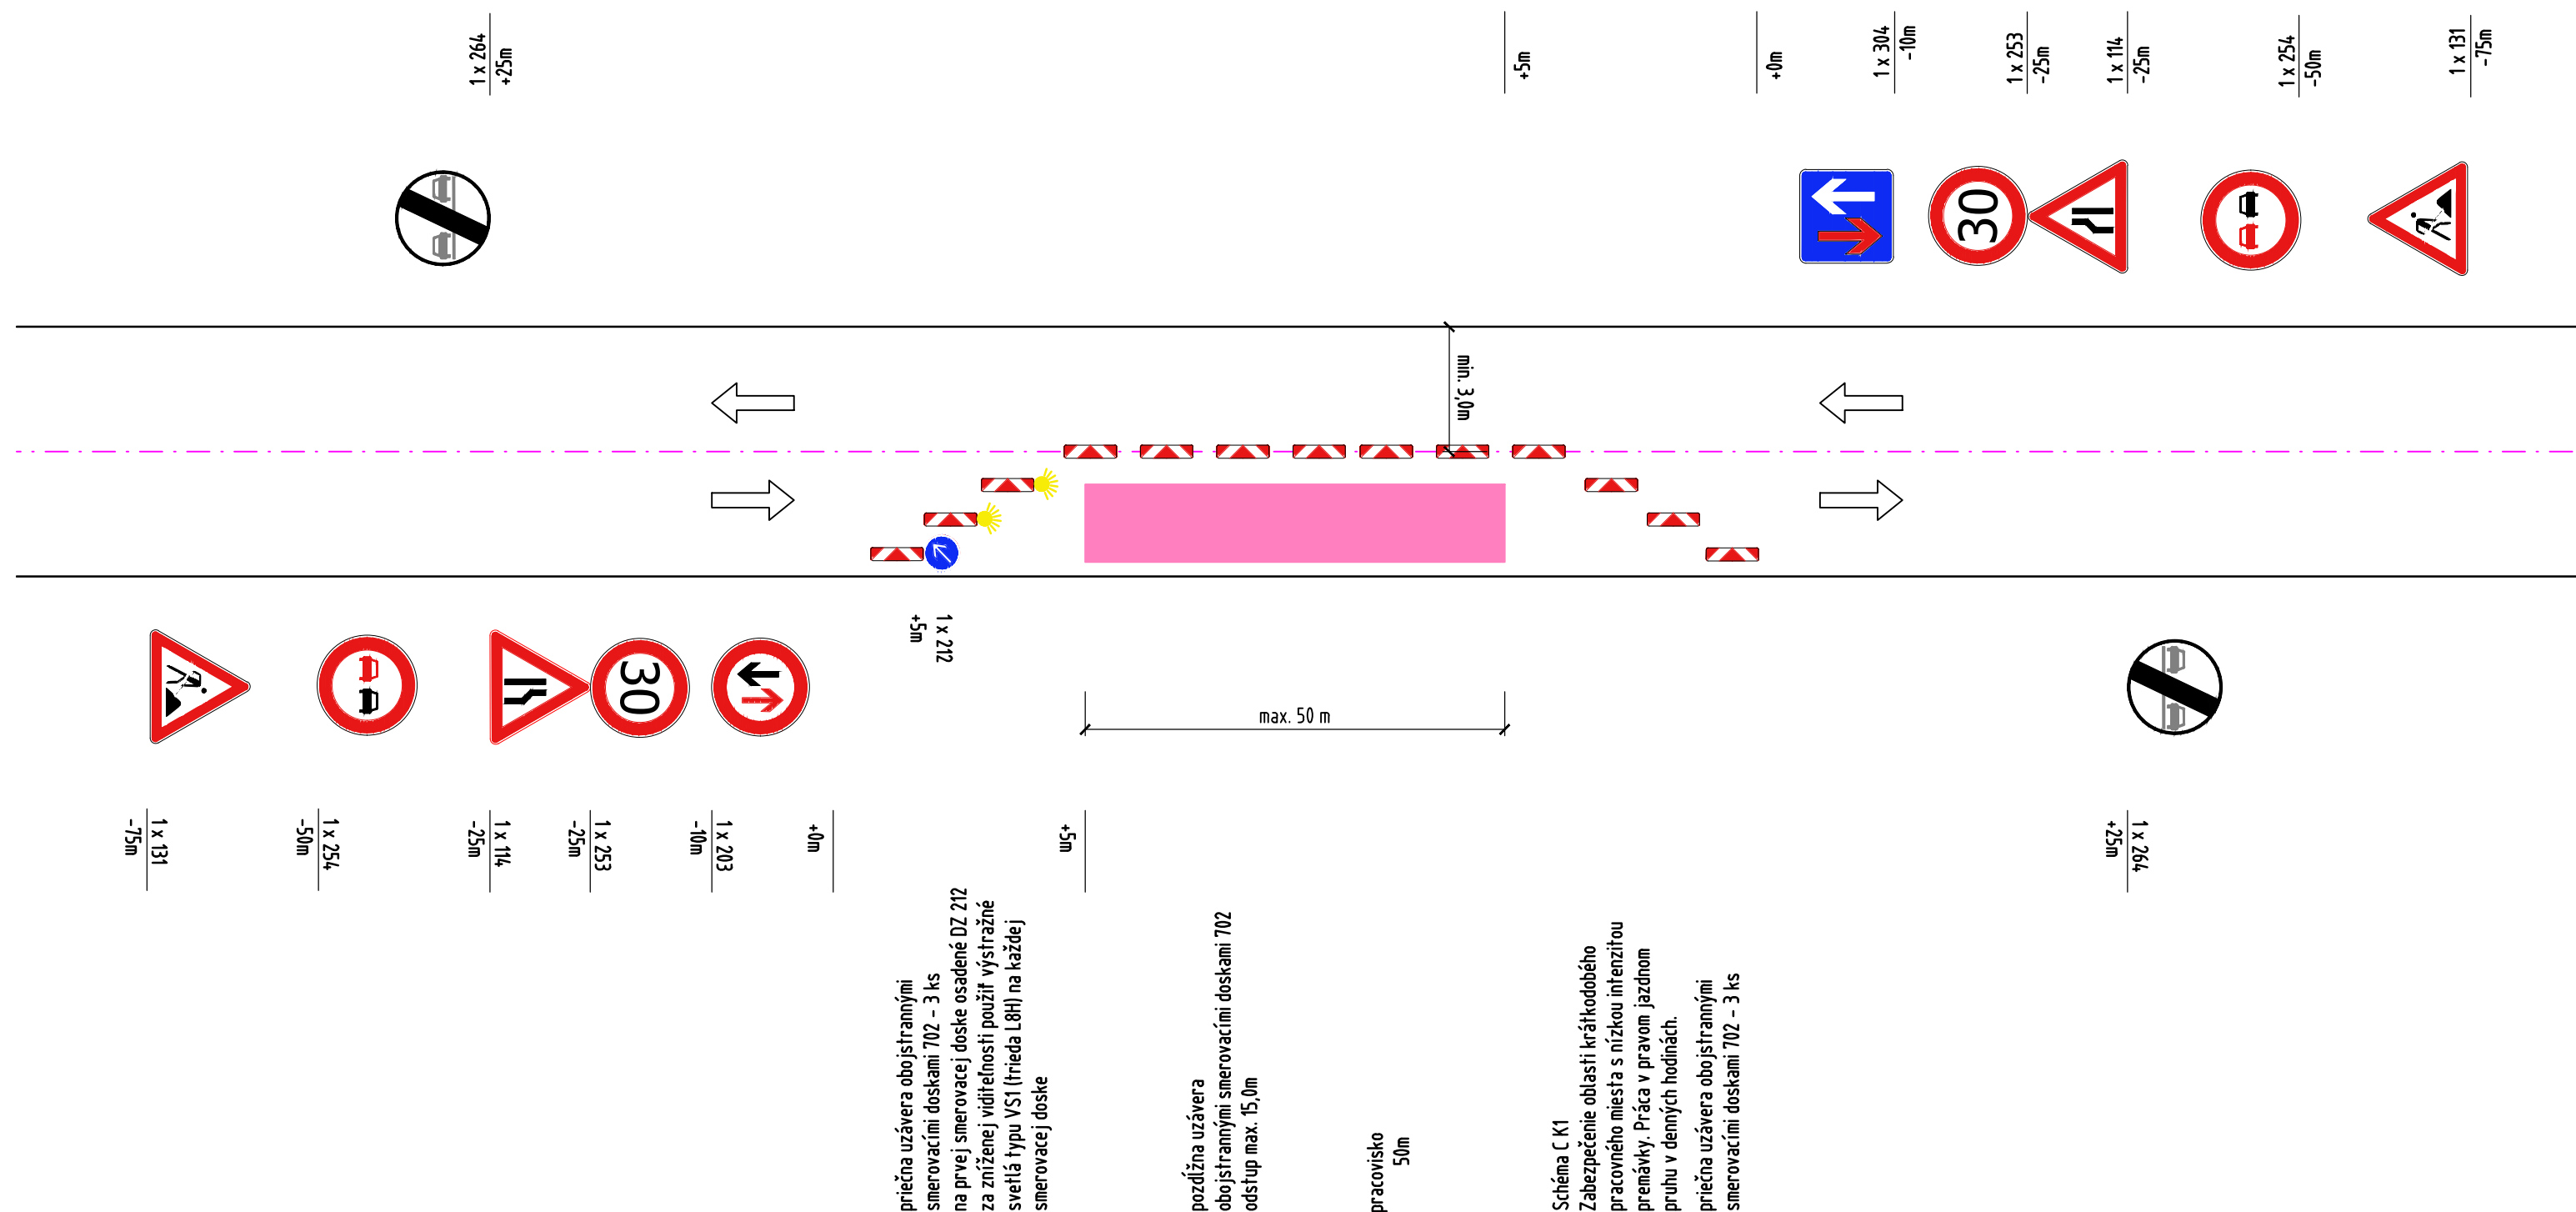 1 x 264
+25m
+5m
+0m
1 x 304
-10m
1 x 253
-25m
1 x 114
-25m
1 x 254
-50m
1 x 131
-75m
30
min. 3,0m
30
1 x 212
+5m
max. 50 m
1 x 131
-75m
1 x 254
-50m
1 x 114
-25m
1 x 253
-25m
1 x 203
-10m
+0m
+5m
1 x 264
+25m
priečna uzávera obojstrannými
smerovacími doskami 702 - 3 ks
na prvej smerovacej doske osadené DZ 212
za zníženej viditeľnosti použiť výstražné
svetlá typu VS1 (trieda L8H) na každej
smerovacej doske
pozdĺžna uzávera
obojstrannými smerovacími doskami 702
odstup max. 15,0m
pracovisko
50m
Schéma C K1
Zabezpečenie oblasti krátkodobého
pracovného miesta s nízkou intenzitou
premávky. Práca v pravom jazdnom
pruhu v denných hodinách.
priečna uzávera obojstrannými
smerovacími doskami 702 - 3 ks